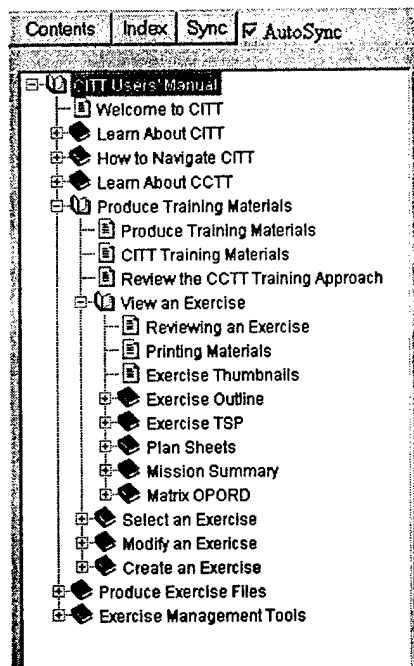 Contents Index Sync AutoSync
CITT Users' Manual
Welcome to CITT
Learn About CITT
How to Navigate CITT
Learn About CCTT
Produce Training Materials
Produce Training Materials
CITT Training Materials
Review the CCTT Training Approach
View an Exercise
Reviewing an Exercise
Printing Materials
Exercise Thumbnails
Exercise Outline
Exercise TSP
Plan Sheets
Mission Summary
Matrix OPORD
Select an Exercise
Modify an Exericse
Create an Exercise
Produce Exercise Files
Exercise Management Tools